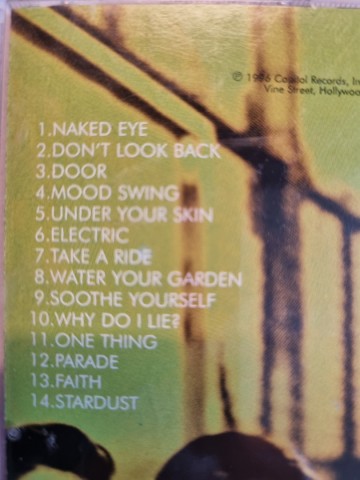 ℗ 1996 Capitol Records, In
Vine Street, Hollywoo
1.NAKED EYE
2.DON'T LOOK BACK
3.DOOR
4.MOOD SWING
5.UNDER YOUR SKIN
6.ELECTRIC
7.TAKE A RIDE
8.WATER YOUR GARDEN
9.SOOTHE YOURSELF
10.WHY DO I LIE?
11.ONE THING
12.PARADE
13.FAITH
14.STARDUST